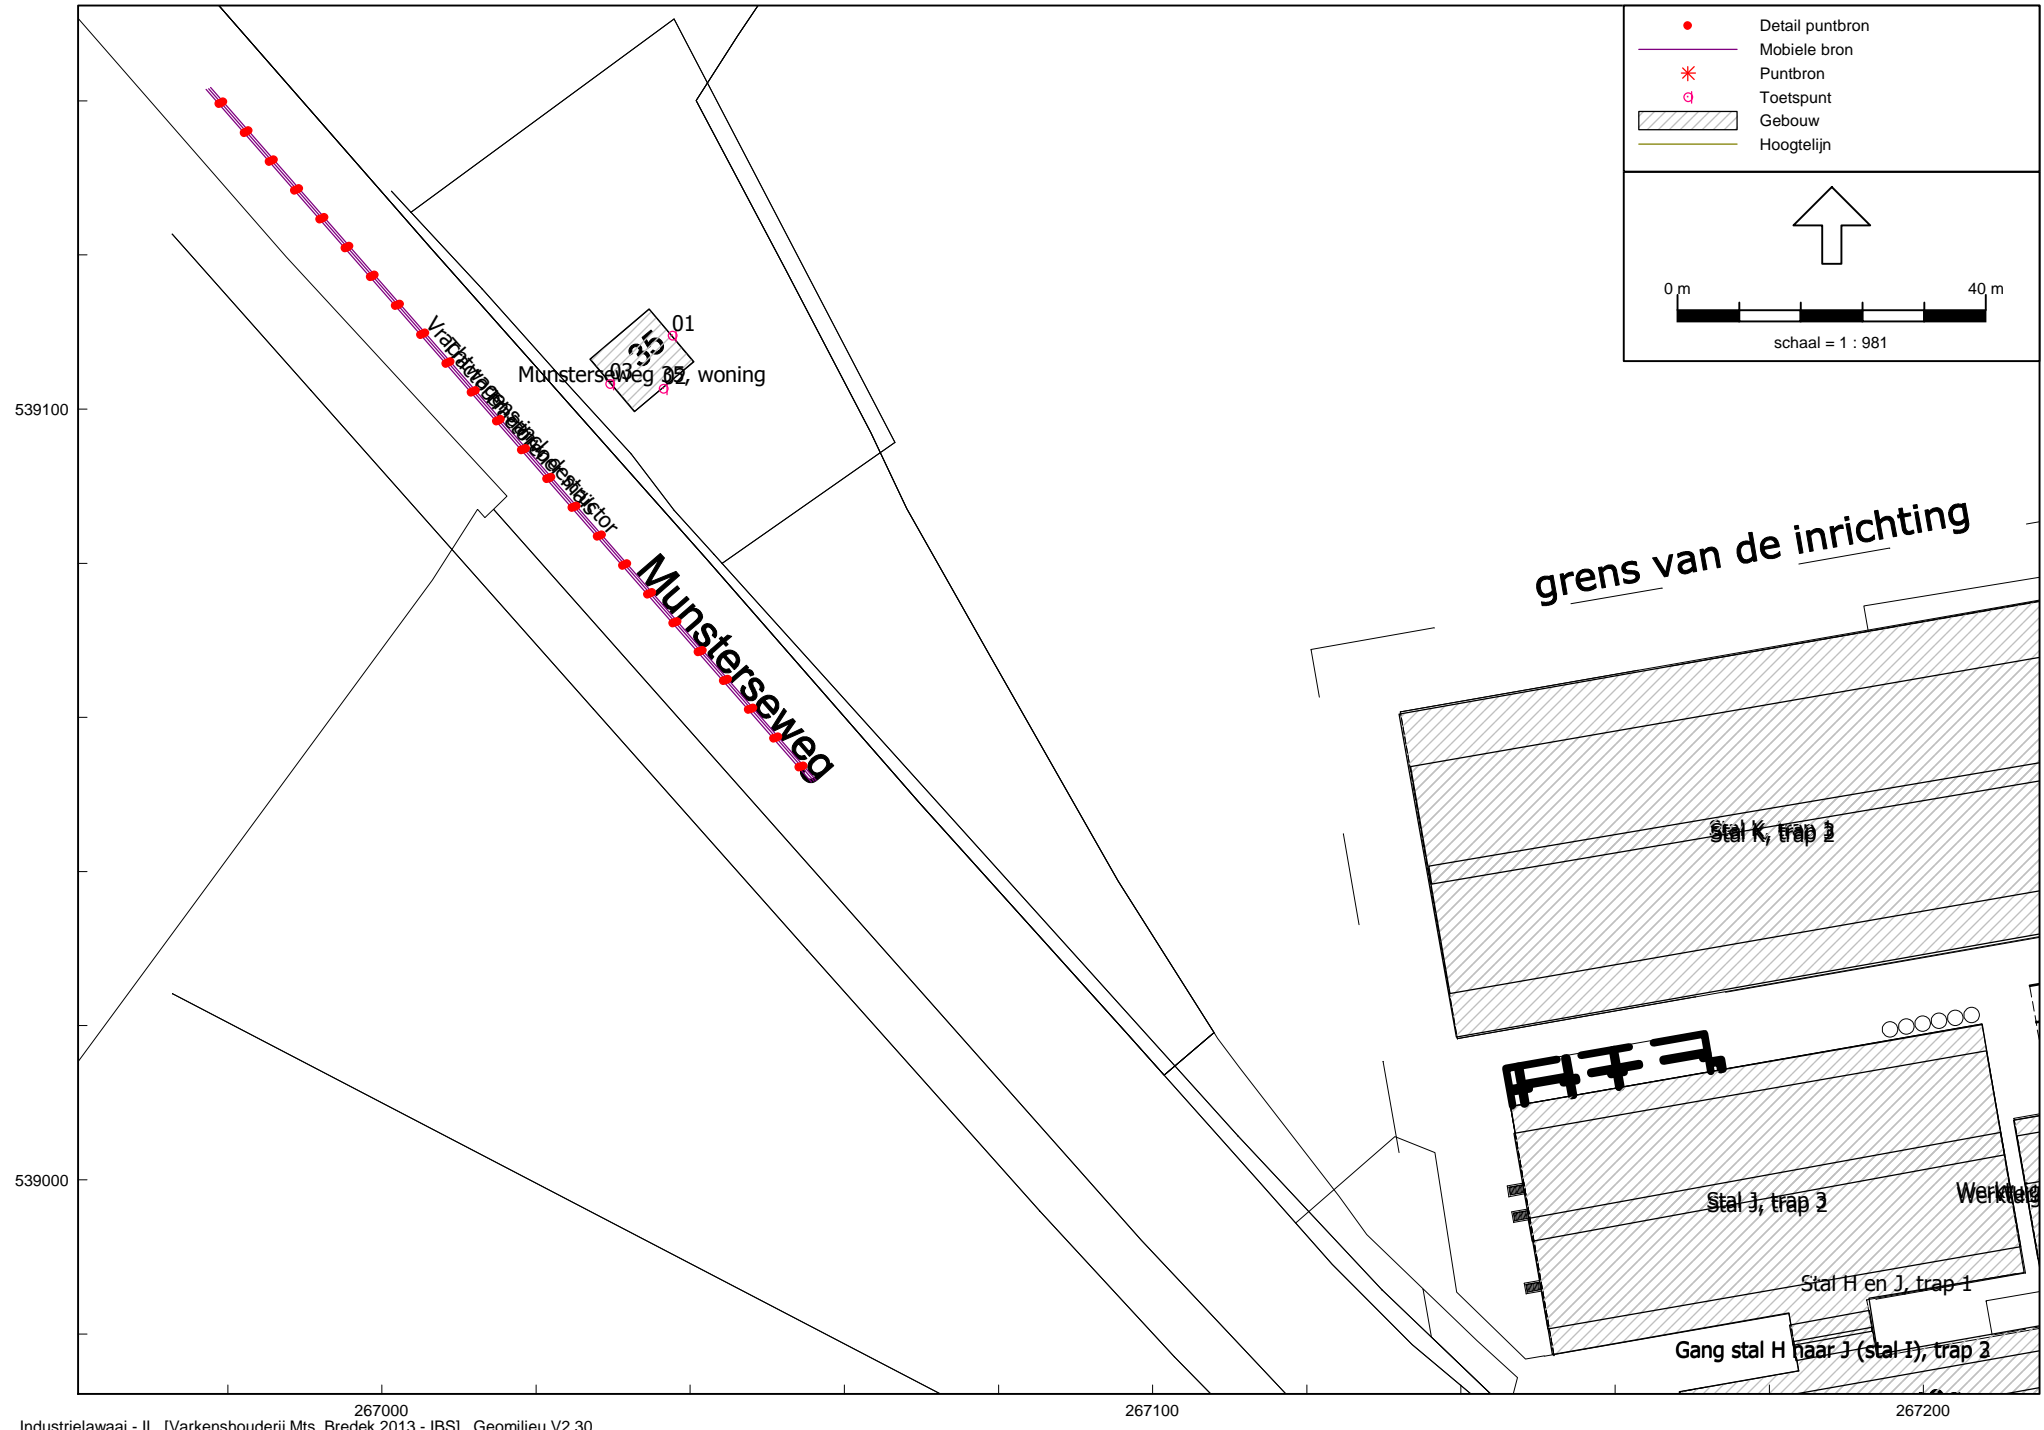 Detail puntbron
Mobiele bron
Puntbron
Toetspunt
Gebouw
Hoogtelijn
0 m
40 m
schaal = 1 : 981
01
35
03
02
Munsterseweg 35, woning
539100
Munsterseweg
grens van de inrichting
Stal K, trap 2
539000
Stal J, trap 2
Stal H en J, trap 1
Gang stal H naar J (stal I), trap
267000
267100
267200
Industrielawaai - IL, [Varkenshouderij Mts. Bredek 2013 - IBS], Geomilieu V2.30